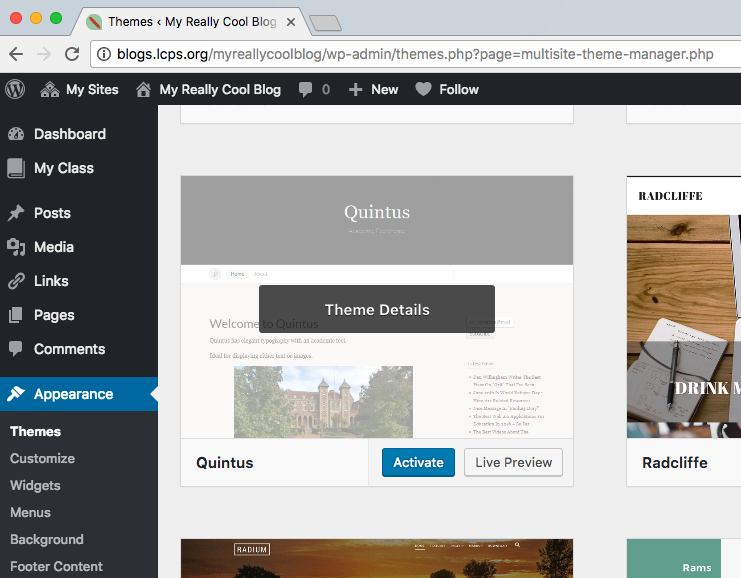 Themes ‹ My Really Cool Blog
blogs.lcps.org/myreallycoolblog/wp-admin/themes.php?page=multisite-theme-manager.php
My Sites My Really Cool Blog 0 New Follow
Dashboard
My Class
Posts
Media
Links
Pages
Comments
Appearance
Themes
Customize
Widgets
Menus
Background
Footer Content
Quintus
Home About
Theme Details
Welcome to Quintus
Quintus has elegant typography with an academic feel.
Ideal for displaying either text or images.
Quintus
Activate
Live Preview
RADCLIFFE
DRINK M
Radcliffe
RADIUM
Rams